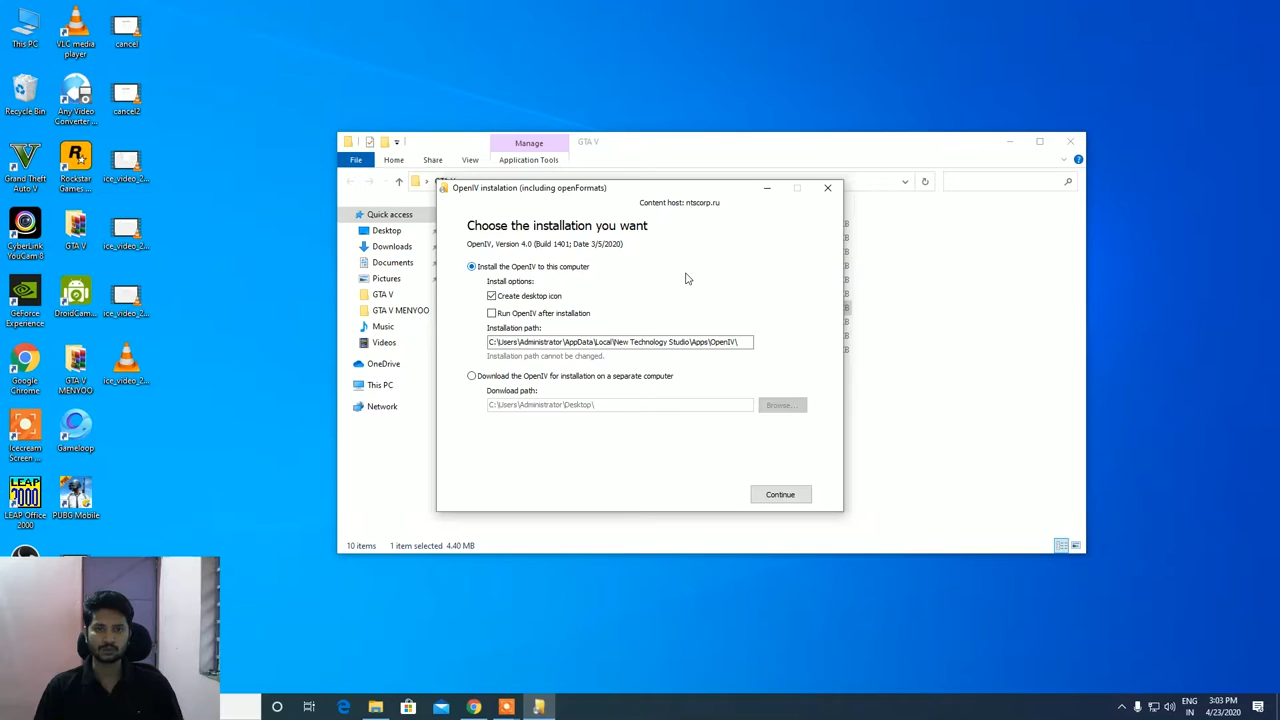 This PC
VLC media player
cancel
Recycle Bin
Any Video Converter ...
cancel2
Grand Theft Auto V
Rockstar Games ...
ice_video_2...
CyberLink YouCam 8
GTA V
ice_video_2...
GeForce Experience
DroidCam...
ice_video_2...
Google Chrome
GTA V MENYOO
ice_video_2...
Icecream Screen ...
Gameloop
LEAP 2000
LEAP Office 2000
PUBG Mobile
Manage
GTA V
File
Home
Share
View
Application Tools
Quick access
Desktop
Downloads
Documents
Pictures
GTA V
GTA V MENYOO
Music
Videos
OneDrive
This PC
Network
10 items
1 item selected 4.40 MB
OpenIV instalation (including openFormats)
Content host: ntscorp.ru
Choose the installation you want
OpenIV, Version 4.0 (Build 1401; Date 3/5/2020)
Install the OpenIV to this computer
Install options:
Create desktop icon
Run OpenIV after installation
Installation path:
C:\Users\Administrator\AppData\Local\New Technology Studio\Apps\OpenIV\
Installation path cannot be changed.
Download the OpenIV for installation on a separate computer
Donwload path:
C:\Users\Administrator\Desktop\
Browse...
Continue
ENG
IN
3:03 PM
4/23/2020